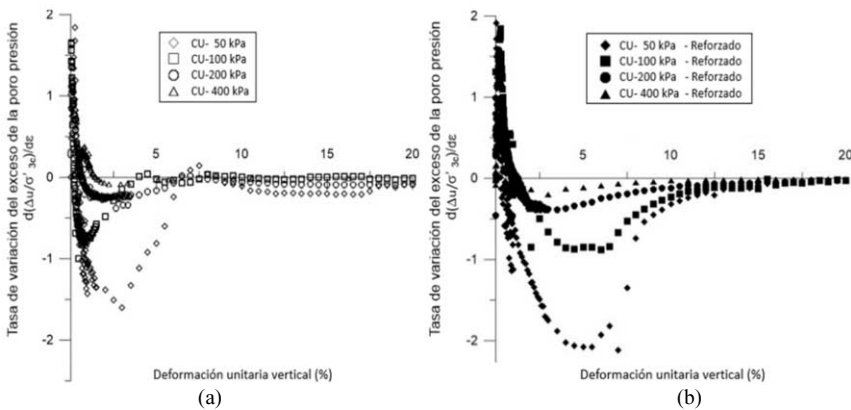 Tasa de variación del exceso de la poro presión
d(Δu/σ'3c)/dε
2
1
0
-1
-2
0
5
10
15
20
CU- 50 kPa
CU-100 kPa
CU-200 kPa
CU- 400 kPa
Deformación unitaria vertical (%)
(a)
Tasa de variación del exceso de la poro presión
d(Δu/σ'3c)/dε
2
1
0
-1
-2
5
10
15
20
CU- 50 kPa - Reforzado
CU-100 kPa - Reforzado
CU-200 kPa - Reforzado
CU- 400 kPa - Reforzado
Deformación unitaria vertical (%)
(b)